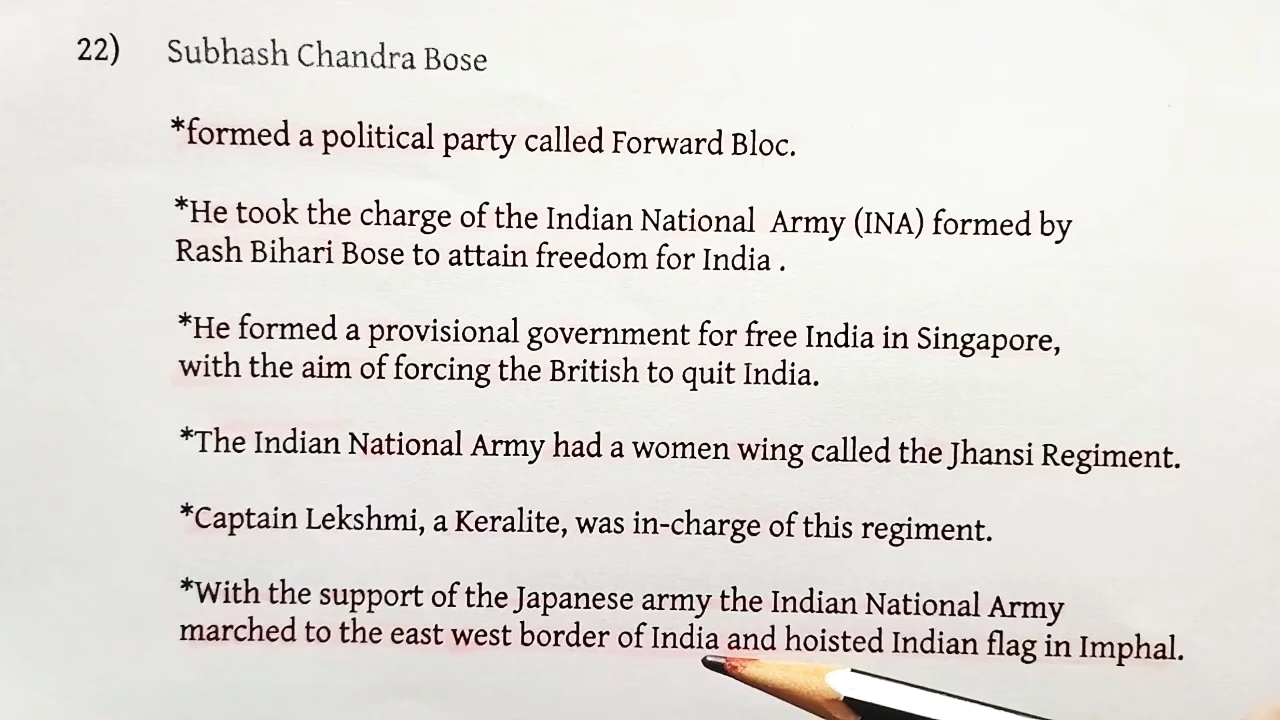 22) Subhash Chandra Bose
*formed a political party called Forward Bloc.
*He took the charge of the Indian National Army (INA) formed by
Rash Bihari Bose to attain freedom for India .
*He formed a provisional government for free India in Singapore,
with the aim of forcing the British to quit India.
*The Indian National Army had a women wing called the Jhansi Regiment.
*Captain Lekshmi, a Keralite, was in-charge of this regiment.
*With the support of the Japanese army the Indian National Army
marched to the east west border of India and hoisted Indian flag in Imphal.